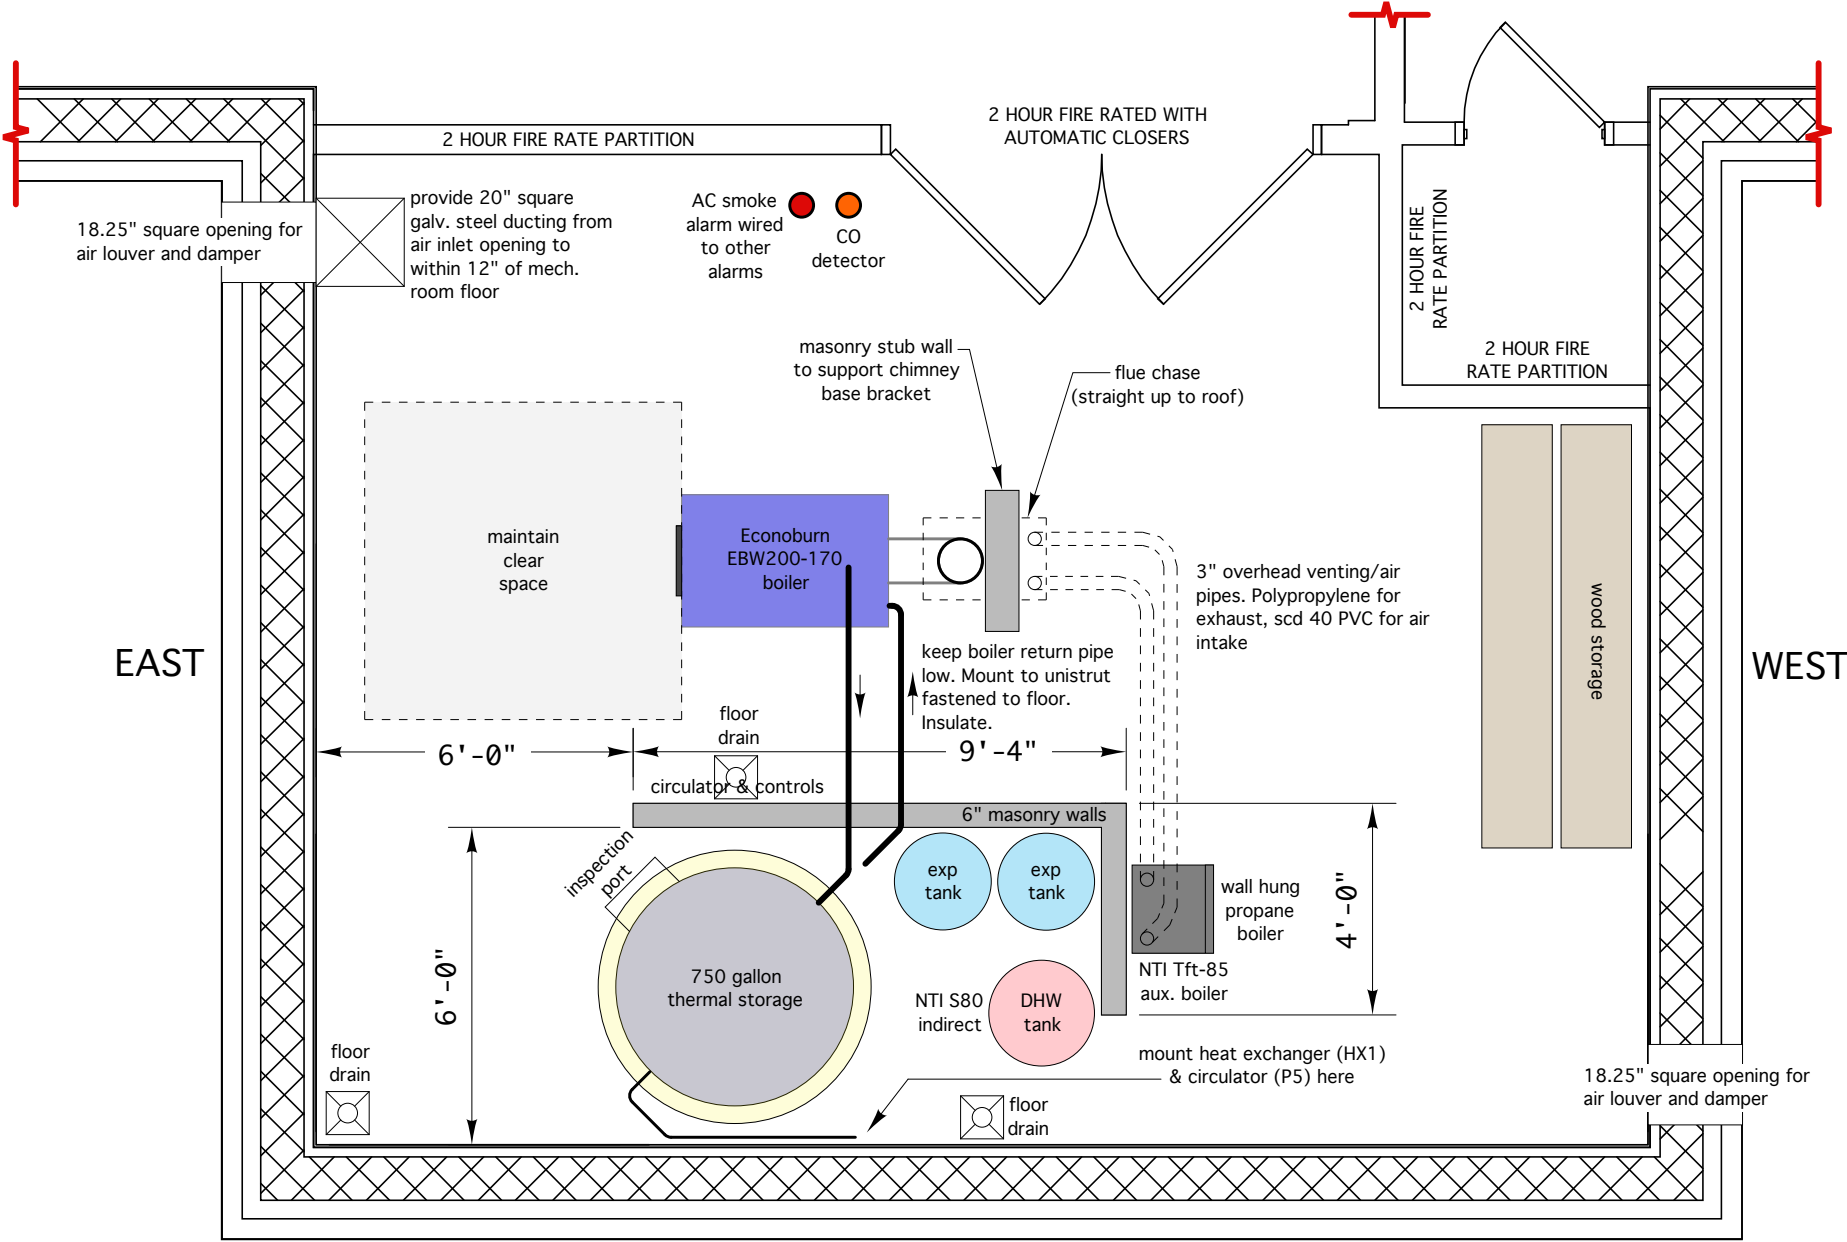 2 HOUR FIRE RATE PARTITION
2 HOUR FIRE RATED WITH
AUTOMATIC CLOSERS
18.25" square opening for
air louver and damper
provide 20" square
galv. steel ducting from
air inlet opening to
within 12" of mech.
room floor
AC smoke
alarm wired
to other
alarms
CO
detector
2 HOUR FIRE
RATE PARTITION
2 HOUR FIRE
RATE PARTITION
masonry stub wall
to support chimney
base bracket
flue chase
(straight up to roof)
maintain
clear
space
Econoburn
EBW200-170
boiler
3" overhead venting/air
pipes. Polypropylene for
exhaust, scd 40 PVC for air
intake
wood storage
EAST
WEST
keep boiler return pipe
low. Mount to unistrut
fastened to floor.
Insulate.
floor
drain
6'-0"
9'-4"
circulator & controls
6" masonry walls
inspection
port
exp
tank
exp
tank
wall hung
propane
boiler
4'-0"
6'-0"
750 gallon
thermal storage
NTI S80
indirect
DHW
tank
NTI Tft-85
aux. boiler
floor
drain
mount heat exchanger (HX1)
& circulator (P5) here
floor
drain
18.25" square opening for
air louver and damper